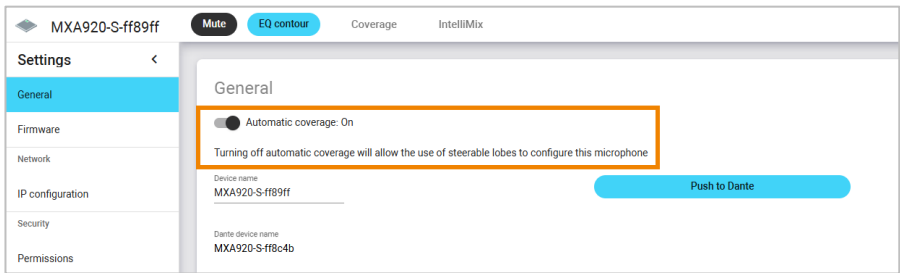 MXA920-S-ff89ff
Mute
EQ contour
Coverage
IntelliMix
Settings
General
Firmware
Network
IP configuration
Security
Permissions
General
Automatic coverage: On
Turning off automatic coverage will allow the use of steerable lobes to configure this microphone
Device name
MXA920-S-ff89ff
Push to Dante
Dante device name
MXA920-S-ff8c4b